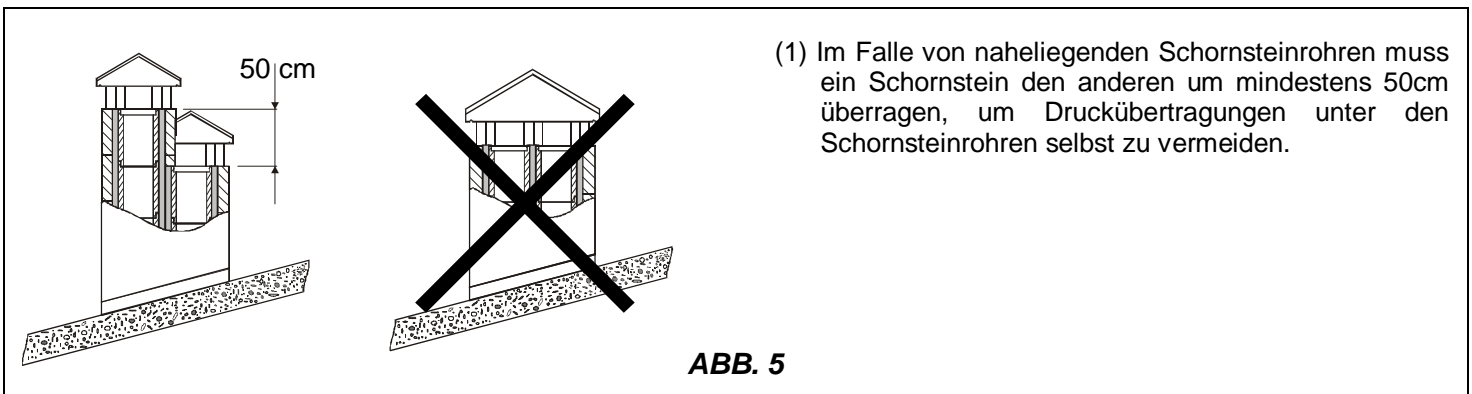 50 cm
(1) Im Falle von naheliegenden Schornsteinrohren muss
ein Schornstein den anderen um mindestens 50cm
überragen, um Druckübertragungen unter den
Schornsteinrohren selbst zu vermeiden.
ABB. 5